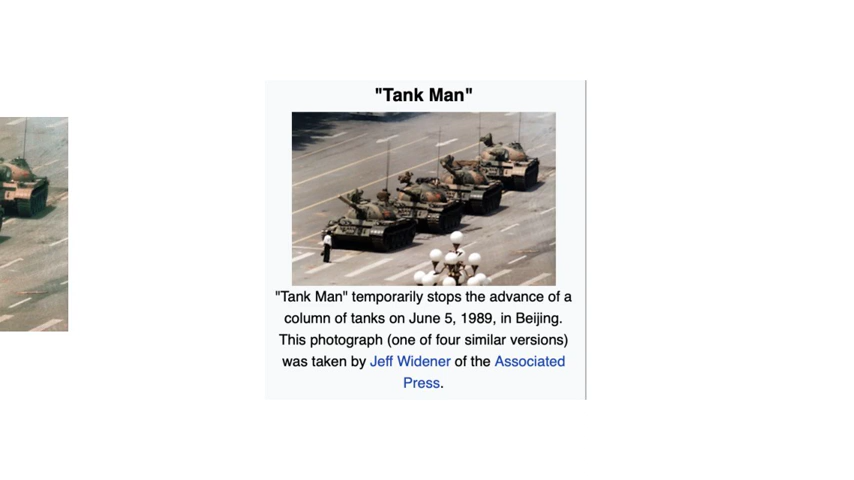 "Tank Man"
"Tank Man" temporarily stops the advance of a
column of tanks on June 5, 1989, in Beijing.
This photograph (one of four similar versions)
was taken by Jeff Widener of the Associated
Press.